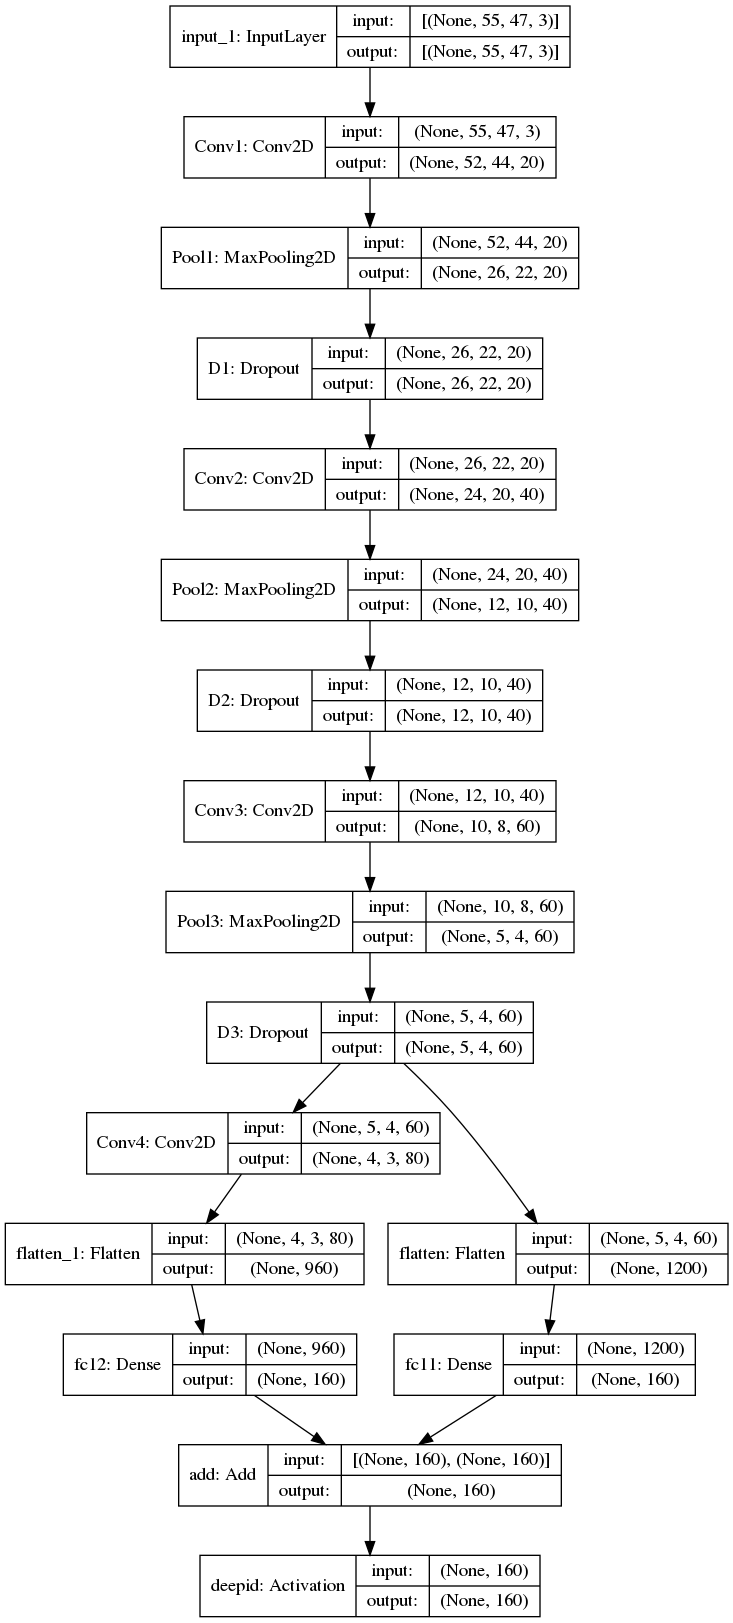 input_1: InputLayer
input: [(None, 55, 47, 3)]
output: [(None, 55, 47, 3)]
Conv1: Conv2D
input: (None, 55, 47, 3)
output: (None, 52, 44, 20)
Pool1: MaxPooling2D
input: (None, 52, 44, 20)
output: (None, 26, 22, 20)
D1: Dropout
input: (None, 26, 22, 20)
output: (None, 26, 22, 20)
Conv2: Conv2D
input: (None, 26, 22, 20)
output: (None, 24, 20, 40)
Pool2: MaxPooling2D
input: (None, 24, 20, 40)
output: (None, 12, 10, 40)
D2: Dropout
input: (None, 12, 10, 40)
output: (None, 12, 10, 40)
Conv3: Conv2D
input: (None, 12, 10, 40)
output: (None, 10, 8, 60)
Pool3: MaxPooling2D
input: (None, 10, 8, 60)
output: (None, 5, 4, 60)
D3: Dropout
input: (None, 5, 4, 60)
output: (None, 5, 4, 60)
Conv4: Conv2D
input: (None, 5, 4, 60)
output: (None, 4, 3, 80)
flatten_1: Flatten
input: (None, 4, 3, 80)
output: (None, 960)
flatten: Flatten
input: (None, 5, 4, 60)
output: (None, 1200)
fc12: Dense
input: (None, 960)
output: (None, 160)
fc11: Dense
input: (None, 1200)
output: (None, 160)
add: Add
input: [(None, 160), (None, 160)]
output: (None, 160)
deepid: Activation
input: (None, 160)
output: (None, 160)